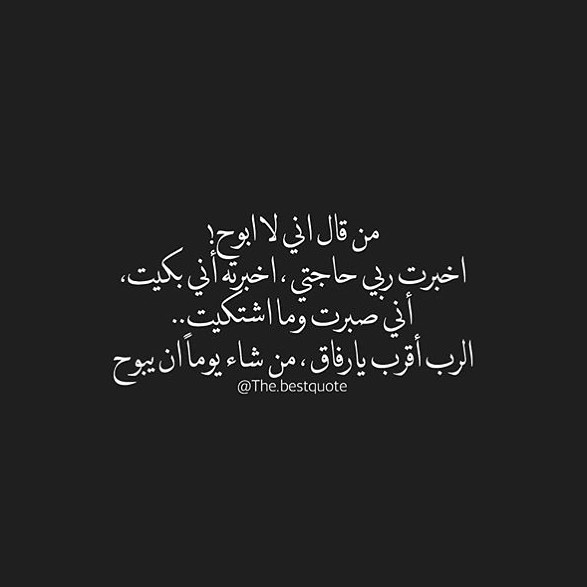 من قال اني لا ابوح!
اخبرت ربي حاجتي، اخبرته أني بكيت،
أني صبرت وما اشتكيت..
الرب أقرب يارفاق، من شاء يوماً ان يبوح
@The.bestquote